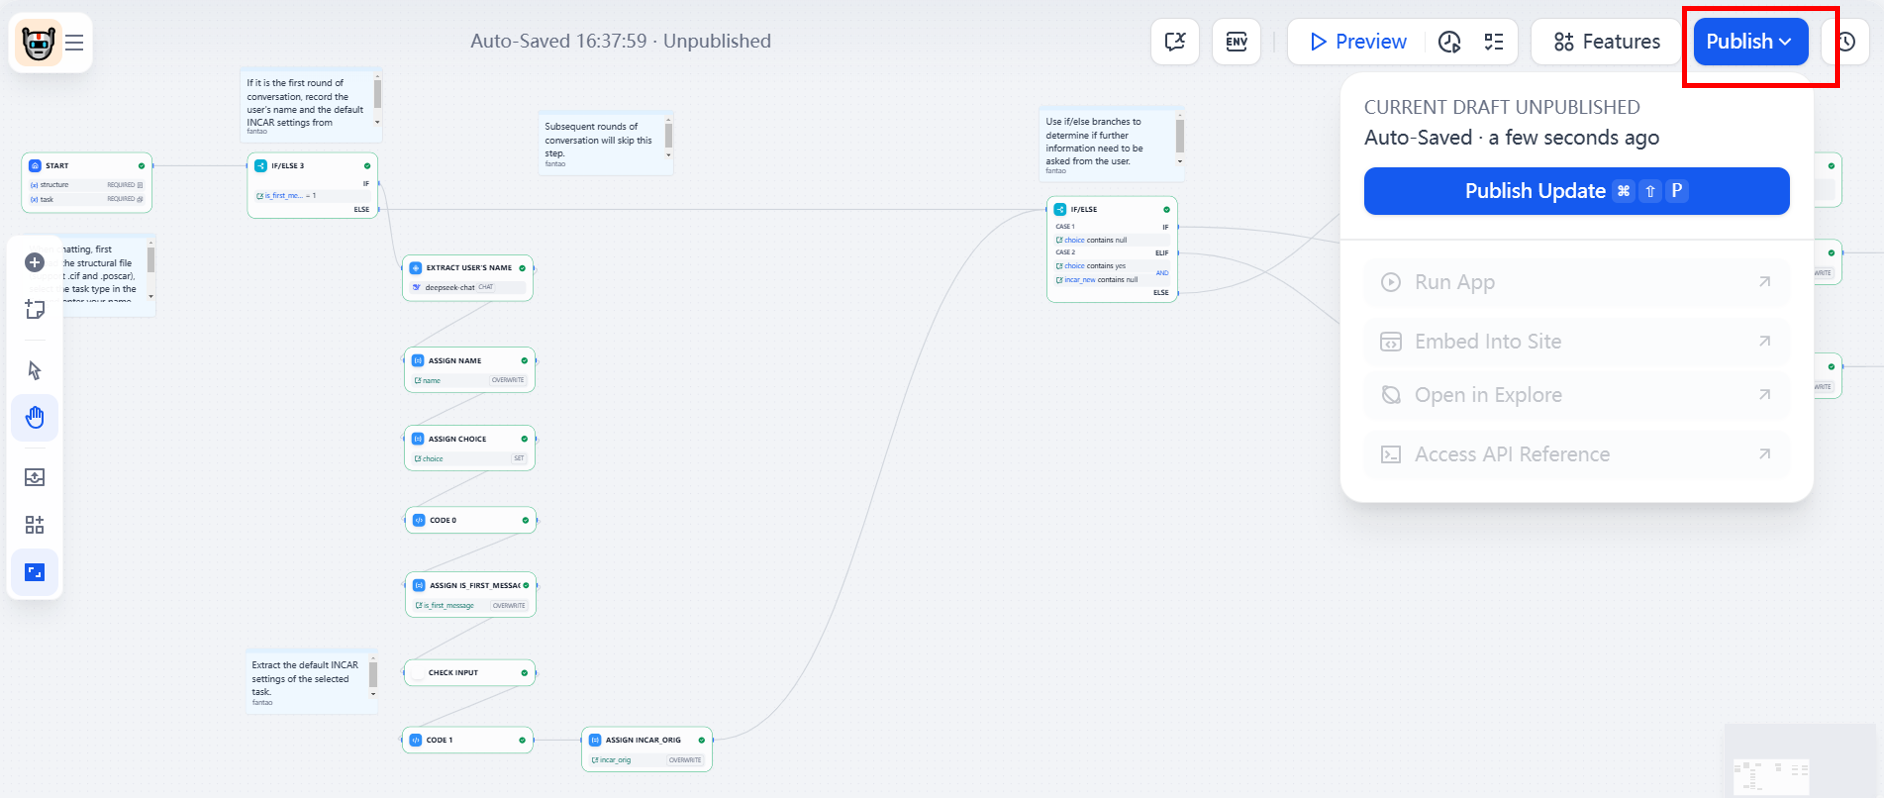 Auto-Saved 16:37:59 · Unpublished
ENV
Preview
Features
Publish
CURRENT DRAFT UNPUBLISHED
Auto-Saved · a few seconds ago
Publish Update ⌘ ⇧ P
Run App
Embed Into Site
Open in Explore
Access API Reference
If it is the first round of
conversation, record the
user's name and the default
INCAR settings from
fantao
Subsequent rounds of
conversation will skip this
step.
fantao
Use if/else branches to
determine if further
information need to be
asked from the user.
fantao
START
structure REQUIRED
task REQUIRED
IF/ELSE 3
IF
is_first_me... = 1
ELSE
hatting, first
the structural file
.cif and .poscar),
the task type in the
EXTRACT USER'S NAME
deepseek-chat CHAT
ASSIGN NAME
name OVERWRITE
ASSIGN CHOICE
choice SET
CODE 0
ASSIGN IS_FIRST_MESSAG
is_first_message OVERWRITE
Extract the default INCAR
settings of the selected
task.
fantao
CHECK INPUT
CODE 1
ASSIGN INCAR_ORIG
incar_orig OVERWRITE
IF/ELSE
CASE 1 IF
choice contains null
CASE 2 ELIF
choice contains yes
AND
incar_new contains null
ELSE
WRITE
WRITE